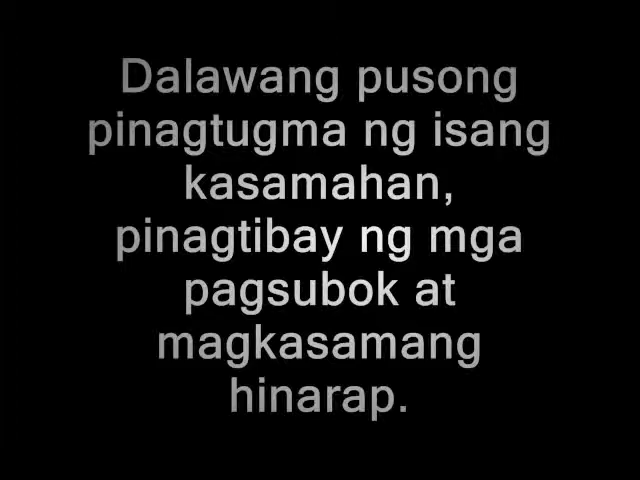 Dalawang pusong
pinagtugma ng isang
kasamahan,
pinagtibay ng mga
pagsubok at
magkasamang
hinarap.